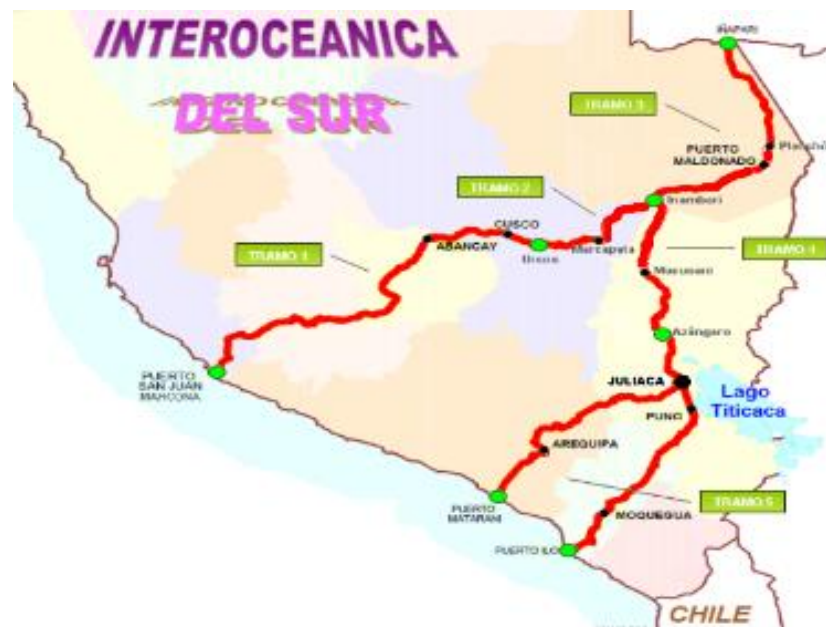 INTEROCEANICA
DEL SUR
IÑAPARI
TRAMO 3
PUERTO
MALDONADO
TRAMO 2
Inambari
CUSCO
ABANCAY
Urcos
Marcapata
TRAMO 1
TRAMO 4
Macusani
Azángaro
PUERTO
SAN JUAN
MARCONA
JULIACA
Lago
Titicaca
PUNO
AREQUIPA
TRAMO 5
PUERTO
MATARANI
MOQUEGUA
PUERTO ILO
CHILE